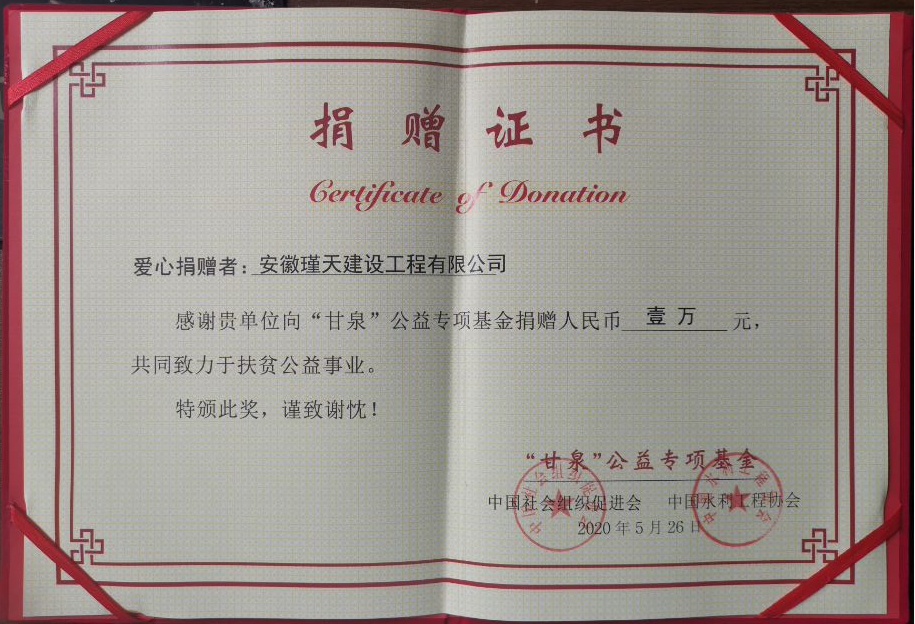 捐赠证书
Certificate of Donation
爱心捐赠者：安徽瑾天建设工程有限公司
感谢贵单位向“甘泉”公益专项基金捐赠人民币 壹万 元，
共同致力于扶贫公益事业。
特颁此奖，谨致谢忱！
“甘泉”公益专项基金
中国社会组织促进会 中国水利工程协会
2020年5月26日